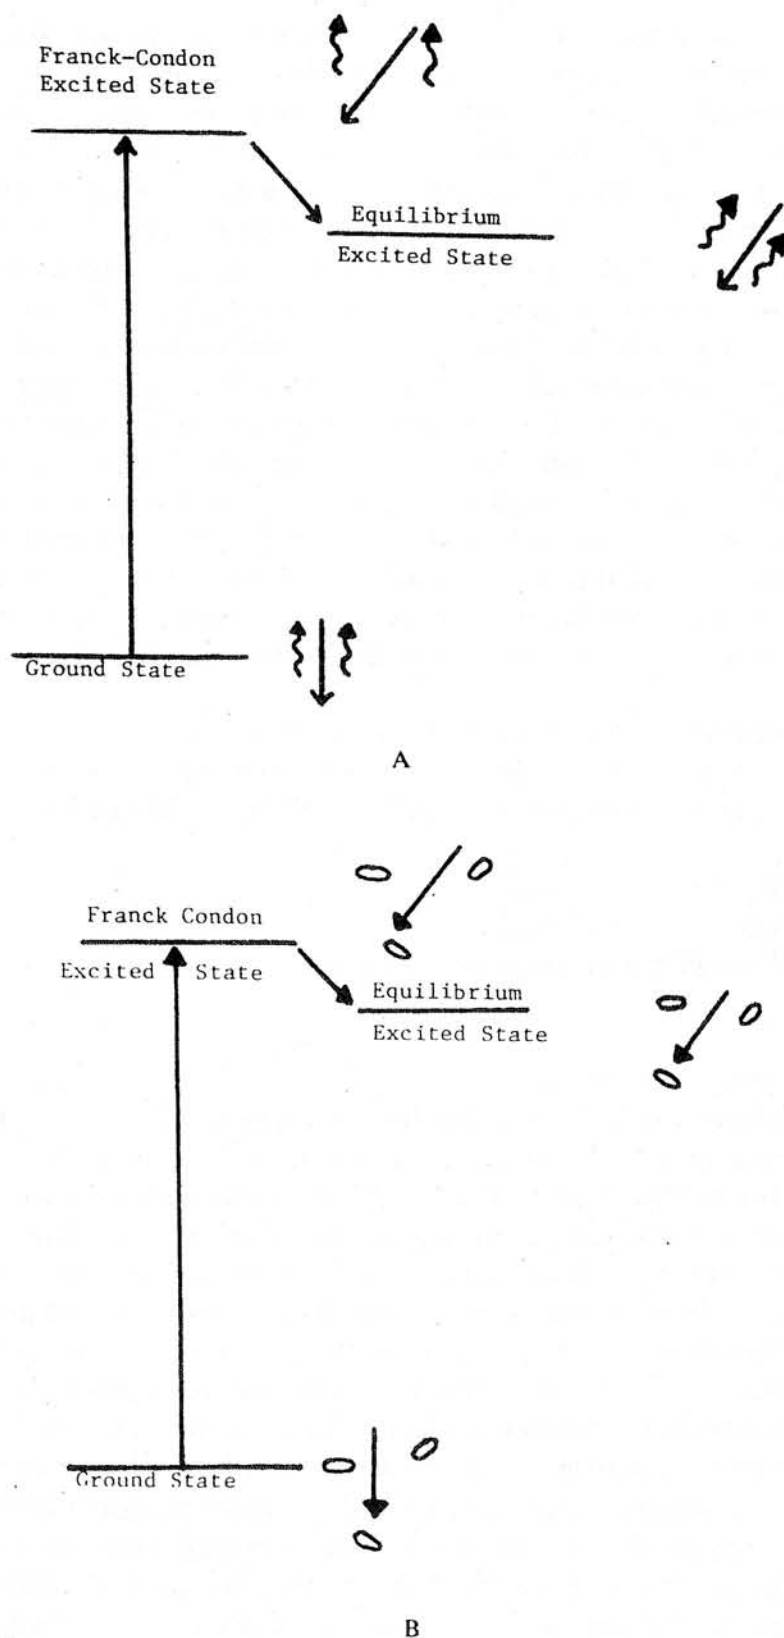 Franck-Condon
Excited State
Equilibrium
Excited State
Ground State
A
Franck Condon
Excited State
Equilibrium
Excited State
Ground State
B